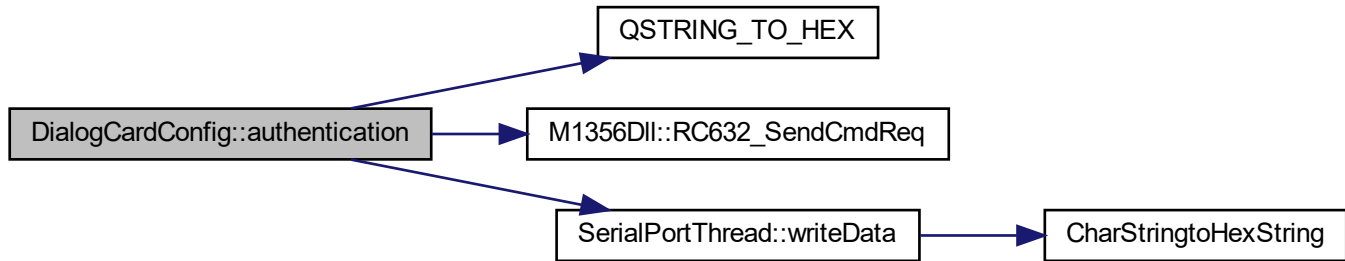 QSTRING_TO_HEX
DialogCardConfig::authentication
M1356Dll::RC632_SendCmdReq
SerialPortThread::writeData
CharStringtoHexString